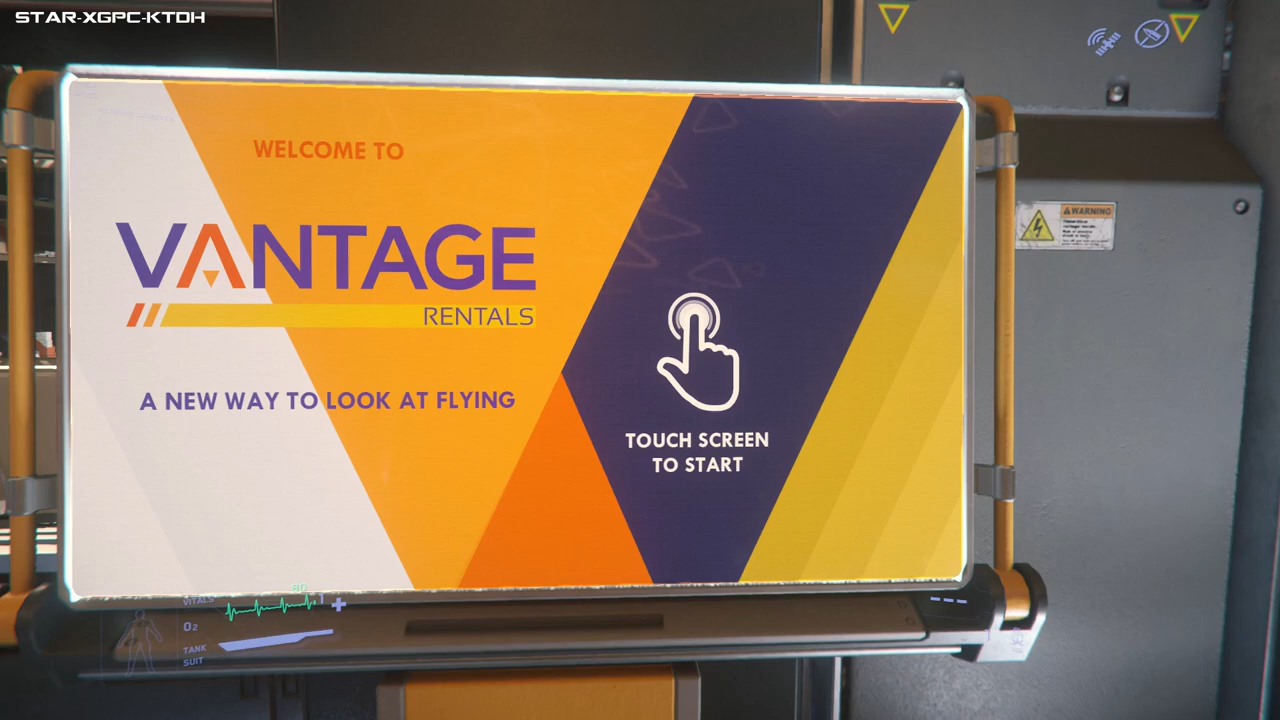 STAR-XGPC-KTDH
WELCOME TO
VANTAGE
RENTALS
A NEW WAY TO LOOK AT FLYING
TOUCH SCREEN
TO START
WARNING
80
VITALS
O2
TANK
SUIT